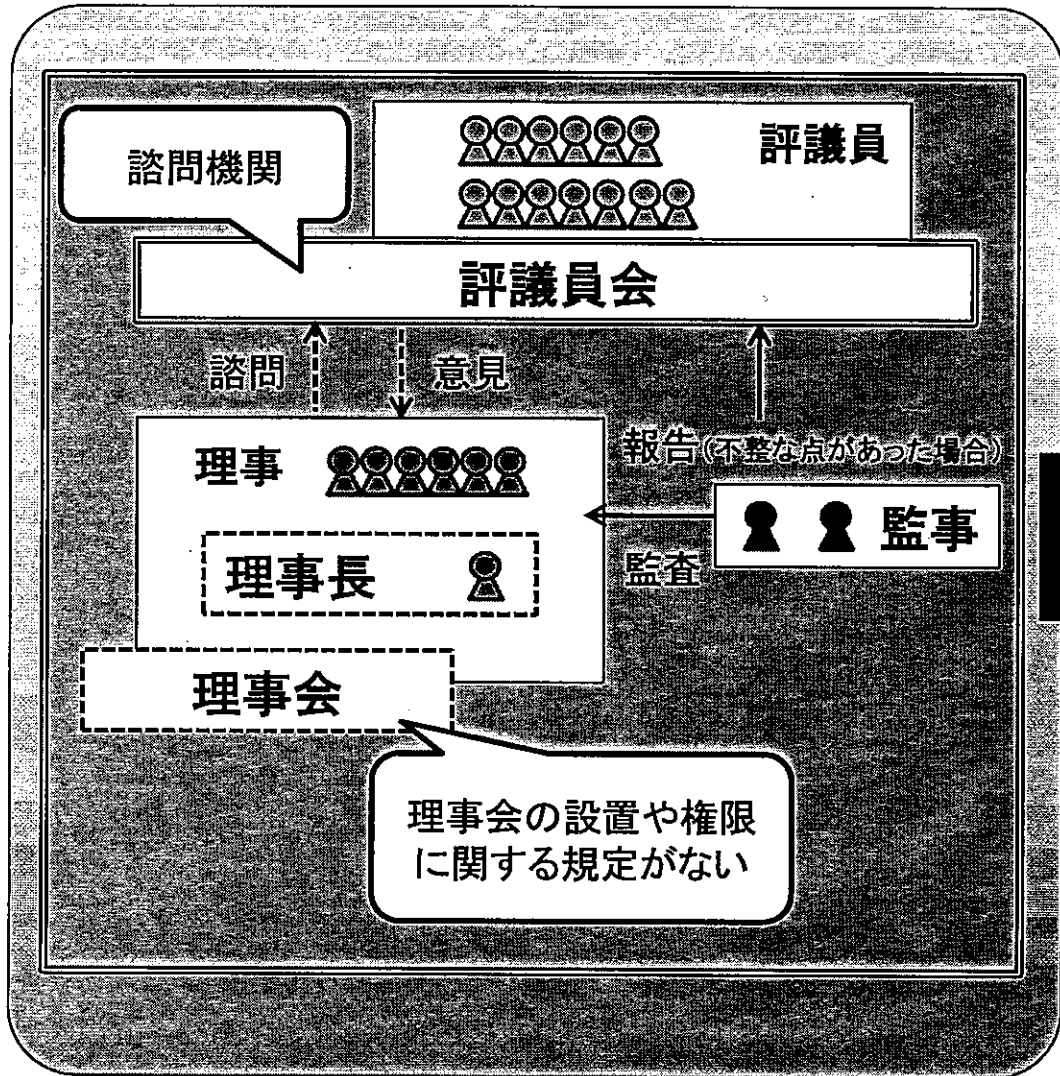 諮問機関
評議員
評議員会
諮問
意見
報告(不整な点があった場合)
理事
監事
理事長
監査
理事会
理事会の設置や権限
に関する規定がない